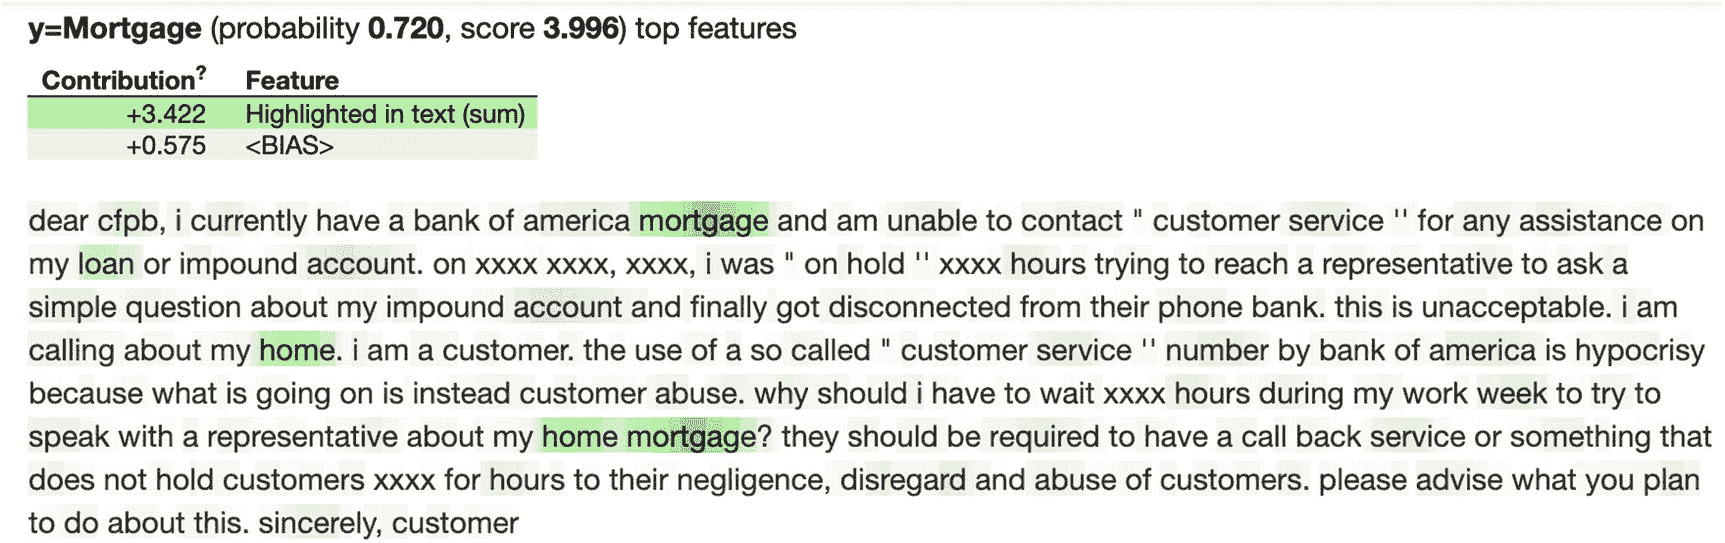 y=Mortgage (probability 0.720, score 3.996) top features
Contribution? Feature
+3.422 Highlighted in text (sum)
+0.575 <BIAS>
dear cfpb, i currently have a bank of america mortgage and am unable to contact " customer service '' for any assistance on
my loan or impound account. on xxxx xxxx, xxxx, i was " on hold '' xxxx hours trying to reach a representative to ask a
simple question about my impound account and finally got disconnected from their phone bank. this is unacceptable. i am
calling about my home. i am a customer. the use of a so called " customer service '' number by bank of america is hypocrisy
because what is going on is instead customer abuse. why should i have to wait xxxx hours during my work week to try to
speak with a representative about my home mortgage? they should be required to have a call back service or something that
does not hold customers xxxx for hours to their negligence, disregard and abuse of customers. please advise what you plan
to do about this. sincerely, customer